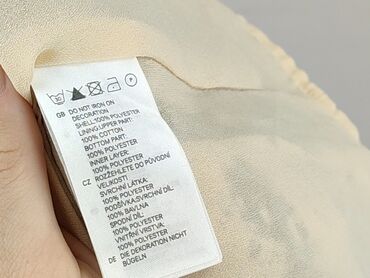 GB DO NOT IRON ON
DECORATION
SHELL:100% POLYESTER
LINING:UPPER PART:
100% COTTON
BOTTOM PART:
100% POLYESTER
INNER LAYER:
100% POLYESTER
CZ ROZŽEHLETE DO PŮVODNÍ
VELIKOSTI
SVRCHNÍ LÁTKA:
100% POLYESTER
PODŠÍVKA:SVRCHNÍ DÍL:
100% BAVLNA
SPODNÍ DÍL:
100% POLYESTER
VNITŘNÍ VRSTVA:
100% POLYESTER
DIE DEKORATION NICHT
BÜGELN